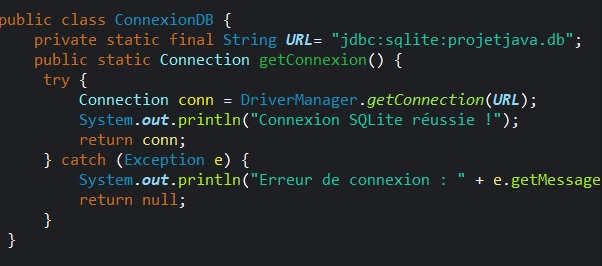 public class ConnexionDB {
private static final String URL= "jdbc:sqlite:projetjava.db";
public static Connection getConnexion() {
try {
Connection conn = DriverManager.getConnection(URL);
System.out.println("Connexion SQLite réussie !");
return conn;
} catch (Exception e) {
System.out.println("Erreur de connexion : " + e.getMessage
return null;
}
}